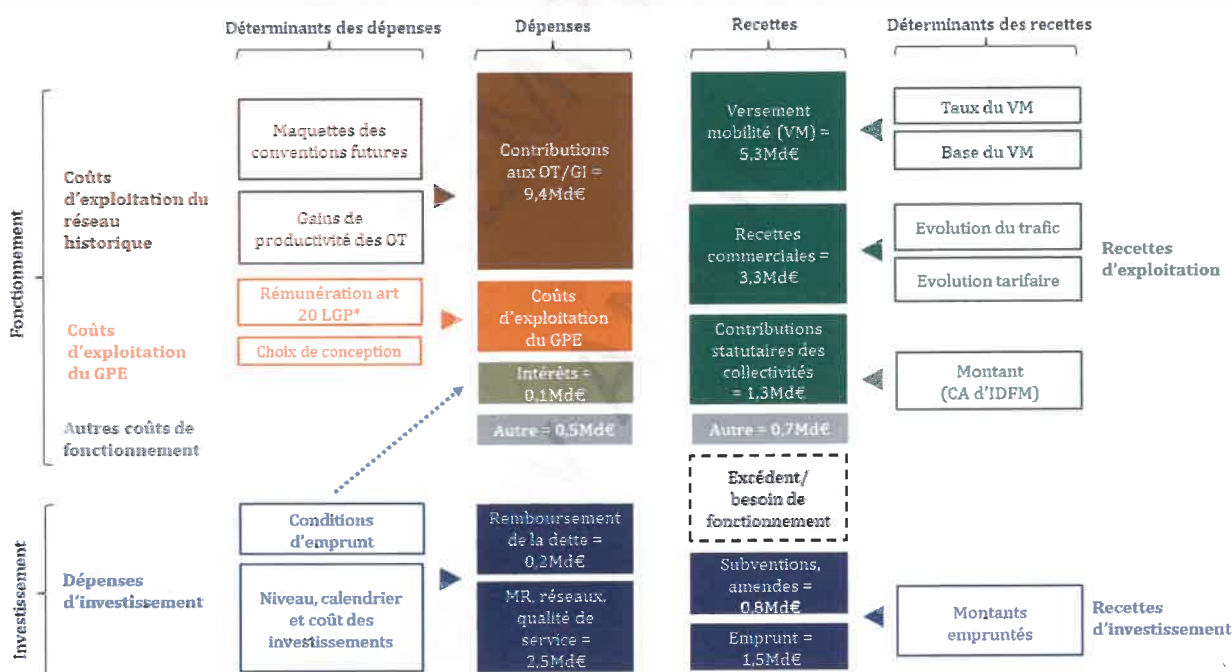 Déterminants des dépenses
Dépenses
Recettes
Déterminants des recettes
Fonctionnement
Coûts
d'exploitation du
réseau
historique
Maquettes des
conventions futures
Gains de
productivité des OT
Contributions
aux OT/GI =
9,4Md€
Versement
mobilité (VM) =
5,3Md€
Taux du VM
Base du VM
Recettes
commerciales =
3,3Md€
Evolution du trafic
Evolution tarifaire
Recettes
d'exploitation
Coûts
d'exploitation
du GPE
Rémunération art
20 LGP*
Choix de conception
Coûts
d'exploitation
du GPE
Contributions
statutaires des
collectivités
= 1,3Md€
Montant
(CA d'IDFM)
Intérêts =
0,1Md€
Autres coûts de
fonctionnement
Autre = 0,5Md€
Autre = 0,7Md€
Excédent/
besoin de
fonctionnement
Investissement
Dépenses
d'investissement
Conditions
d'emprunt
Niveau, calendrier
et coût des
investissements
Remboursement
de la dette =
0,2Md€
MR, réseaux,
qualité de
service =
2,5Md€
Subventions,
amendes =
0,8Md€
Emprunt =
1,5Md€
Montants
empruntés
Recettes
d'investissement